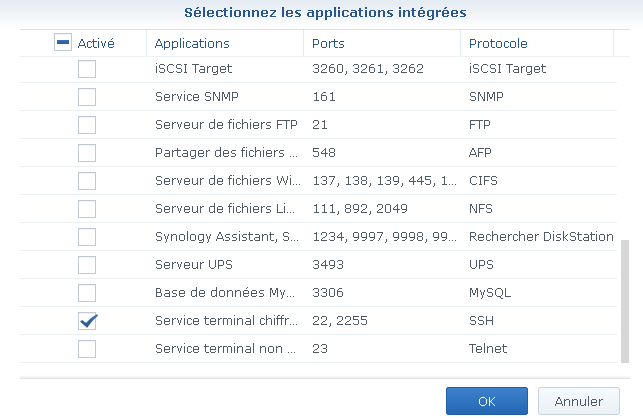 Sélectionnez les applications intégrées
Activé Applications Ports Protocole
iSCSI Target 3260, 3261, 3262 iSCSI Target
Service SNMP 161 SNMP
Serveur de fichiers FTP 21 FTP
Partager des fichiers ... 548 AFP
Serveur de fichiers Wi... 137, 138, 139, 445, 1... CIFS
Serveur de fichiers Li... 111, 892, 2049 NFS
Synology Assistant, S... 1234, 9997, 9998, 99... Rechercher DiskStation
Serveur UPS 3493 UPS
Base de données My... 3306 MySQL
Service terminal chiffr... 22, 2255 SSH
Service terminal non ... 23 Telnet
OK Annuler